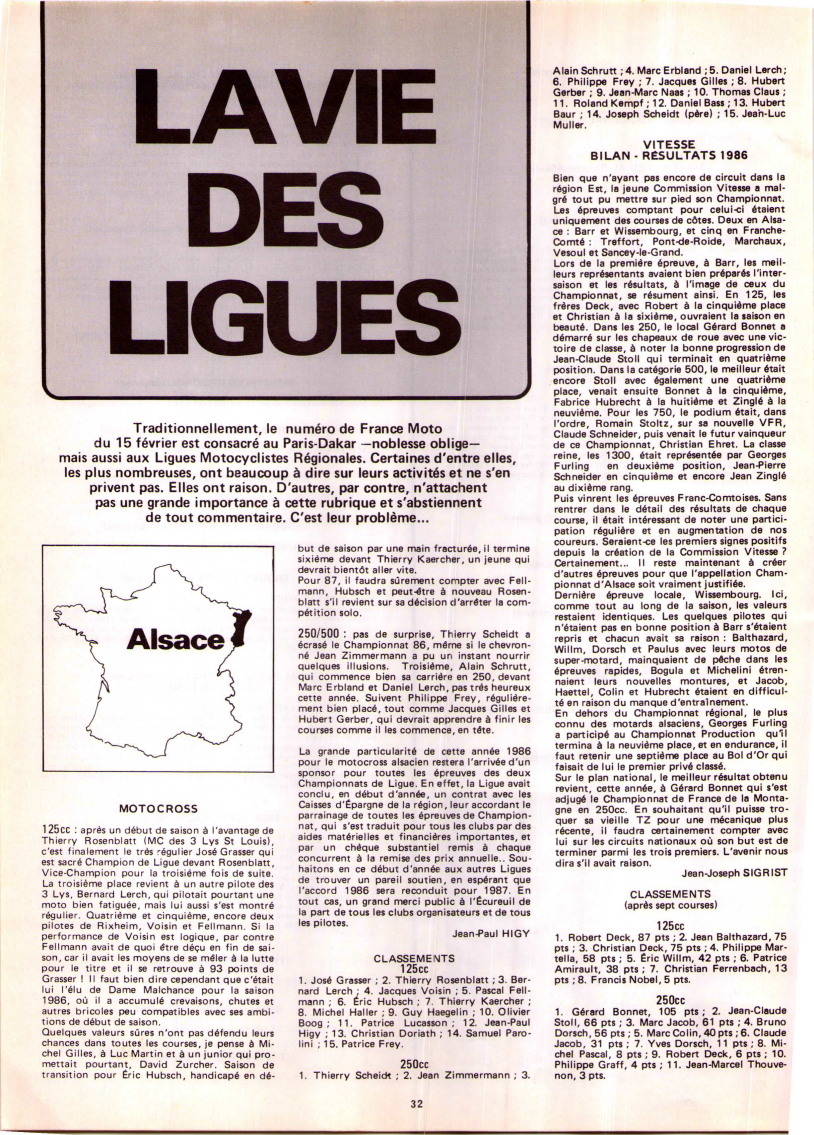 LA VIE
DES
LIGUES
Traditionnellement, le numéro de France Moto
du 15 février est consacré au Paris-Dakar —noblesse oblige—
mais aussi aux Ligues Motocyclistes Régionales. Certaines d'entre elles,
les plus nombreuses, ont beaucoup à dire sur leurs activités et ne s'en
privent pas. Elles ont raison. D'autres, par contre, n'attachent
pas une grande importance à cette rubrique et s'abstiennent
de tout commentaire. C'est leur problème...
Alsace
MOTOCROSS
125cc : après un début de saison à l'avantage de
Thierry Rosenblatt (MC des 3 Lys St Louis),
c'est finalement le très régulier José Grasser qui
est sacré Champion de Ligue devant Rosenblatt,
Vice-Champion pour la troisième fois de suite.
La troisième place revient à un autre pilote des
3 Lys, Bernard Lerch, qui pilotait pourtant une
moto bien fatiguée, mais lui aussi s'est montré
régulier. Quatrième et cinquième, encore deux
pilotes de Rixheim, Voisin et Fellmann. Si la
performance de Voisin est logique, par contre
Fellmann avait de quoi être déçu en fin de sai-
son, car il avait les moyens de se mêler à la lutte
pour le titre et il se retrouve à 93 points de
Grasser ! Il faut bien dire cependant que c'était
lui l'élu de Dame Malchance pour la saison
1986, où il a accumulé crevaisons, chutes et
autres bricoles peu compatibles avec ses ambi-
tions de début de saison.
Quelques valeurs sûres n'ont pas défendu leurs
chances dans toutes les courses, je pense à Mi-
chel Gilles, à Luc Martin et à un junior qui pro-
mettait pourtant, David Zurcher. Saison de
transition pour Éric Hubsch, handicapé en dé-
but de saison par une main fracturée, il termine
sixième devant Thierry Kaercher, un jeune qui
devrait bientôt aller vite.
Pour 87, il faudra sûrement compter avec Fell-
mann, Hubsch et peut-être à nouveau Rosen-
blatt s'il revient sur sa décision d'arrêter la com-
pétition solo.
250/500 : pas de surprise, Thierry Scheidt a
écrasé le Championnat 86, même si le chevron-
né Jean Zimmermann a pu un instant nourrir
quelques illusions. Troisième, Alain Schrutt,
qui commence bien sa carrière en 250, devant
Marc Erbland et Daniel Lerch, pas très heureux
cette année. Suivent Philippe Frey, régulière-
ment bien placé, tout comme Jacques Gilles et
Hubert Gerber, qui devrait apprendre à finir les
courses comme il les commence, en tête.
La grande particularité de cette année 1986
pour le motocross alsacien restera l'arrivée d'un
sponsor pour toutes les épreuves des deux
Championnats de Ligue. En effet, la Ligue avait
conclu, en début d'année, un contrat avec les
Caisses d'Épargne de la région, leur accordant le
parrainage de toutes les épreuves de Champion-
nat, qui s'est traduit pour tous les clubs par des
aides matérielles et financières importantes, et
par un chèque substantiel remis à chaque
concurrent à la remise des prix annuelle.. Sou-
haitons en ce début d'année aux autres Ligues
de trouver un pareil soutien, en espérant que
l'accord 1986 sera reconduit pour 1987. En
tout cas, un grand merci public à l'Écureuil de
la part de tous les clubs organisateurs et de tous
les pilotes.
Jean-Paul HIGY
CLASSEMENTS
125cc
1. José Grasser ; 2. Thierry Rosenblatt ; 3. Ber-
nard Lerch ; 4. Jacques Voisin ; 5. Pascal Fell-
mann ; 6. Éric Hubsch ; 7. Thierry Kaercher ;
8. Michel Haller ; 9. Guy Haegelin ; 10. Olivier
Boog ; 11. Patrice Lucasson ; 12. Jean-Paul
Higy ; 13. Christian Doriath ; 14. Samuel Paro-
lini ; 15. Patrice Frey.
250cc
1. Thierry Scheidt ; 2. Jean Zimmermann ; 3.
Alain Schrutt ; 4. Marc Erbland ; 5. Daniel Lerch ;
6. Philippe Frey ; 7. Jacques Gilles ; 8. Hubert
Gerber ; 9. Jean-Marc Naas ; 10. Thomas Claus ;
11. Roland Kempf ; 12. Daniel Bass ; 13. Hubert
Baur ; 14. Joseph Scheidt (père) ; 15. Jean-Luc
Muller.
VITESSE
BILAN - RÉSULTATS 1986
Bien que n'ayant pas encore de circuit dans la
région Est, la jeune Commission Vitesse a mal-
gré tout pu mettre sur pied son Championnat.
Les épreuves comptant pour celui-ci étaient
uniquement des courses de côtes. Deux en Alsa-
ce : Barr et Wissembourg, et cinq en Franche-
Comté : Treffort, Pont-de-Roide, Marchaux,
Vesoul et Sancey-le-Grand.
Lors de la première épreuve, à Barr, les meil-
leurs représentants avaient bien préparés l'inter-
saison et les résultats, à l'image de ceux du
Championnat, se résument ainsi. En 125, les
frères Deck, avec Robert à la cinquième place
et Christian à la sixième, ouvraient la saison en
beauté. Dans les 250, le local Gérard Bonnet a
démarré sur les chapeaux de roue avec une vic-
toire de classe, à noter la bonne progression de
Jean-Claude Stoll qui terminait en quatrième
position. Dans la catégorie 500, le meilleur était
encore Stoll avec également une quatrième
place, venait ensuite Bonnet à la cinquième,
Fabrice Hubrecht à la huitième et Zinglé à la
neuvième. Pour les 750, le podium était, dans
l'ordre, Romain Stoltz, sur sa nouvelle VFR,
Claude Schneider, puis venait le futur vainqueur
de ce Championnat, Christian Ehret. La classe
reine, les 1300, était représentée par Georges
Furling en deuxième position, Jean-Pierre
Schneider en cinquième et encore Jean Zinglé
au dixième rang.
Puis vinrent les épreuves Franc-Comtoises. Sans
rentrer dans le détail des résultats de chaque
course, il était intéressant de noter une partici-
pation régulière et en augmentation de nos
coureurs. Seraient-ce les premiers signes positifs
depuis la création de la Commission Vitesse ?
Certainement... Il reste maintenant à créer
d'autres épreuves pour que l'appellation Cham-
pionnat d'Alsace soit vraiment justifiée.
Dernière épreuve locale, Wissembourg. Ici,
comme tout au long de la saison, les valeurs
restaient identiques. Les quelques pilotes qui
n'étaient pas en bonne position à Barr s'étaient
repris et chacun avait sa raison : Balthazard,
Willm, Dorsch et Paulus avec leurs motos de
super-motard, mainquaient de pêche dans les
épreuves rapides, Bogula et Michelini étren-
naient leurs nouvelles montures, et Jacob,
Haettel, Colin et Hubrecht étaient en difficul-
té en raison du manque d'entraînement.
En dehors du Championnat régional, le plus
connu des motards alsaciens, Georges Furling
a participé au Championnat Production qu'il
termina à la neuvième place, et en endurance, il
faut retenir une septième place au Bol d'Or qui
faisait de lui le premier privé classé.
Sur le plan national, le meilleur résultat obtenu
revient, cette année, à Gérard Bonnet qui s'est
adjugé le Championnat de France de la Monta-
gne en 250cc. En souhaitant qu'il puisse tro-
quer sa vieille TZ pour une mécanique plus
récente, il faudra certainement compter avec
lui sur les circuits nationaux où son but est de
terminer parmi les trois premiers. L'avenir nous
dira s'il avait raison.
Jean-Joseph SIGRIST
CLASSEMENTS
(après sept courses)
125cc
1. Robert Deck, 87 pts ; 2. Jean Balthazard, 75
pts ; 3. Christian Deck, 75 pts ; 4. Philippe Mar-
tella, 58 pts ; 5. Éric Willm, 42 pts ; 6. Patrice
Amirault, 38 pts ; 7. Christian Ferrenbach, 13
pts ; 8. Francis Nobel, 5 pts.
250cc
1. Gérard Bonnet, 105 pts ; 2. Jean-Claude
Stoll, 66 pts ; 3. Marc Jacob, 61 pts ; 4. Bruno
Dorsch, 56 pts ; 5. Marc Colin, 40 pts ; 6. Claude
Jacob, 31 pts ; 7. Yves Dorsch, 11 pts ; 8. Mi-
chel Pascal, 8 pts ; 9. Robert Deck, 6 pts ; 10.
Philippe Graff, 4 pts ; 11. Jean-Marcel Thouve-
non, 3 pts.
32